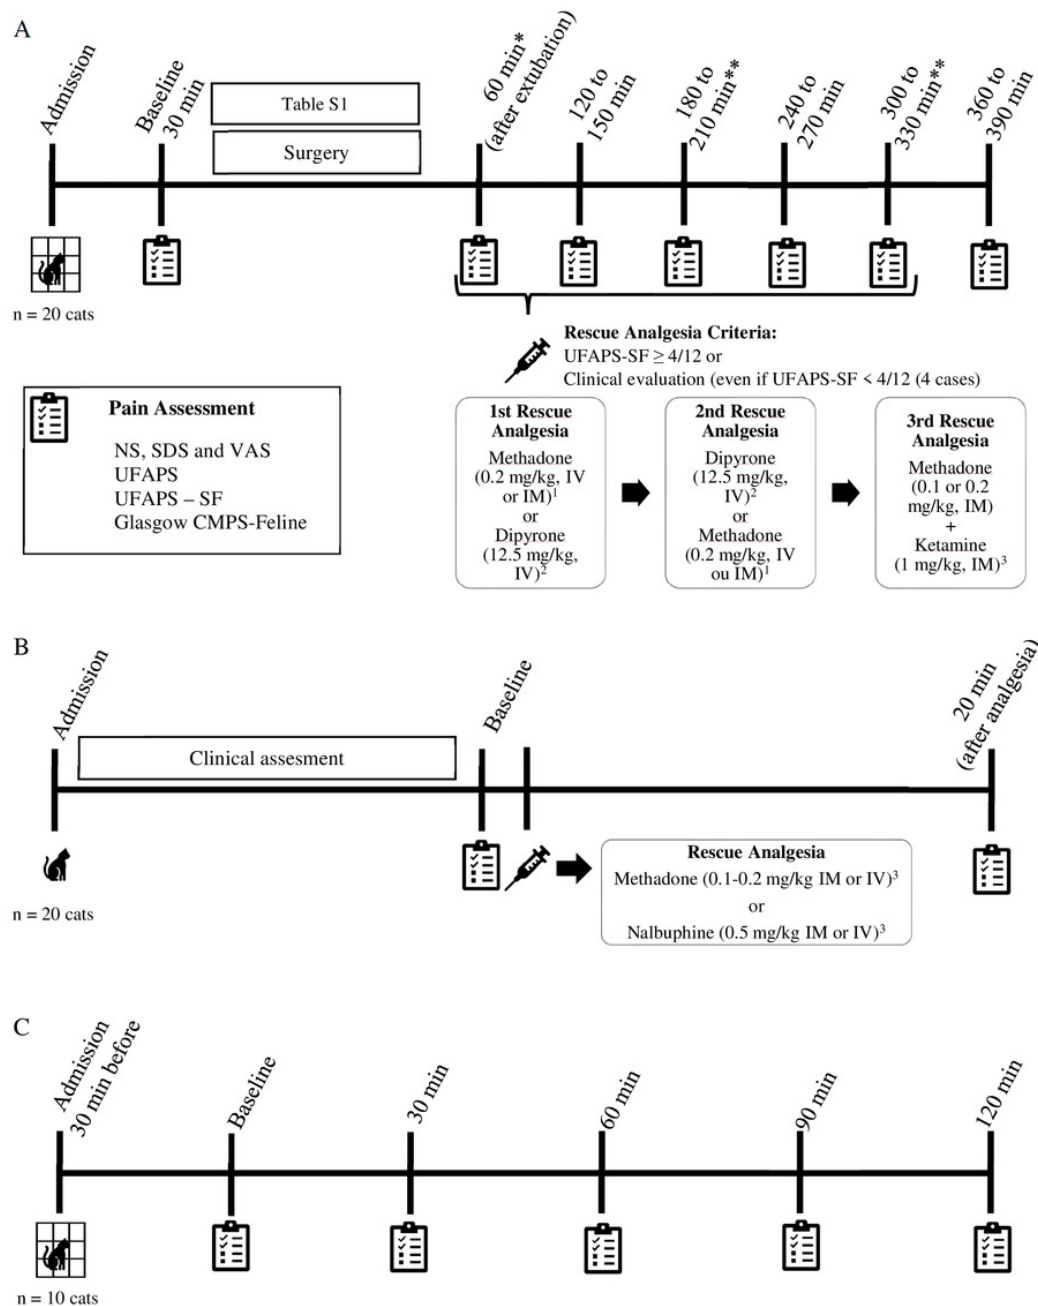 A
Admission
Baseline
30 min
Table S1
Surgery
60 min*
(after extubation)
120 to
150 min
180 to
210 min**
240 to
270 min
300 to
330 min**
360 to
390 min
n = 20 cats
Rescue Analgesia Criteria:
UFAPS-SF ≥ 4/12 or
Clinical evaluation (even if UFAPS-SF < 4/12 (4 cases)
Pain Assessment
NS, SDS and VAS
UFAPS
UFAPS – SF
Glasgow CMPS-Feline
1st Rescue
Analgesia
Methadone
(0.2 mg/kg, IV
or IM)¹
or
Dipyrone
(12.5 mg/kg,
IV)²
2nd Rescue
Analgesia
Dipyrone
(12.5 mg/kg,
IV)²
or
Methadone
(0.2 mg/kg, IV
ou IM)¹
3rd Rescue
Analgesia
Methadone
(0.1 or 0.2
mg/kg, IM)
+
Ketamine
(1 mg/kg, IM)³
B
Admission
Clinical assesment
Baseline
20 min
(after analgesia)
n = 20 cats
Rescue Analgesia
Methadone (0.1-0.2 mg/kg IM or IV)³
or
Nalbuphine (0.5 mg/kg IM or IV)³
C
Admission
30 min before
Baseline
30 min
60 min
90 min
120 min
n = 10 cats